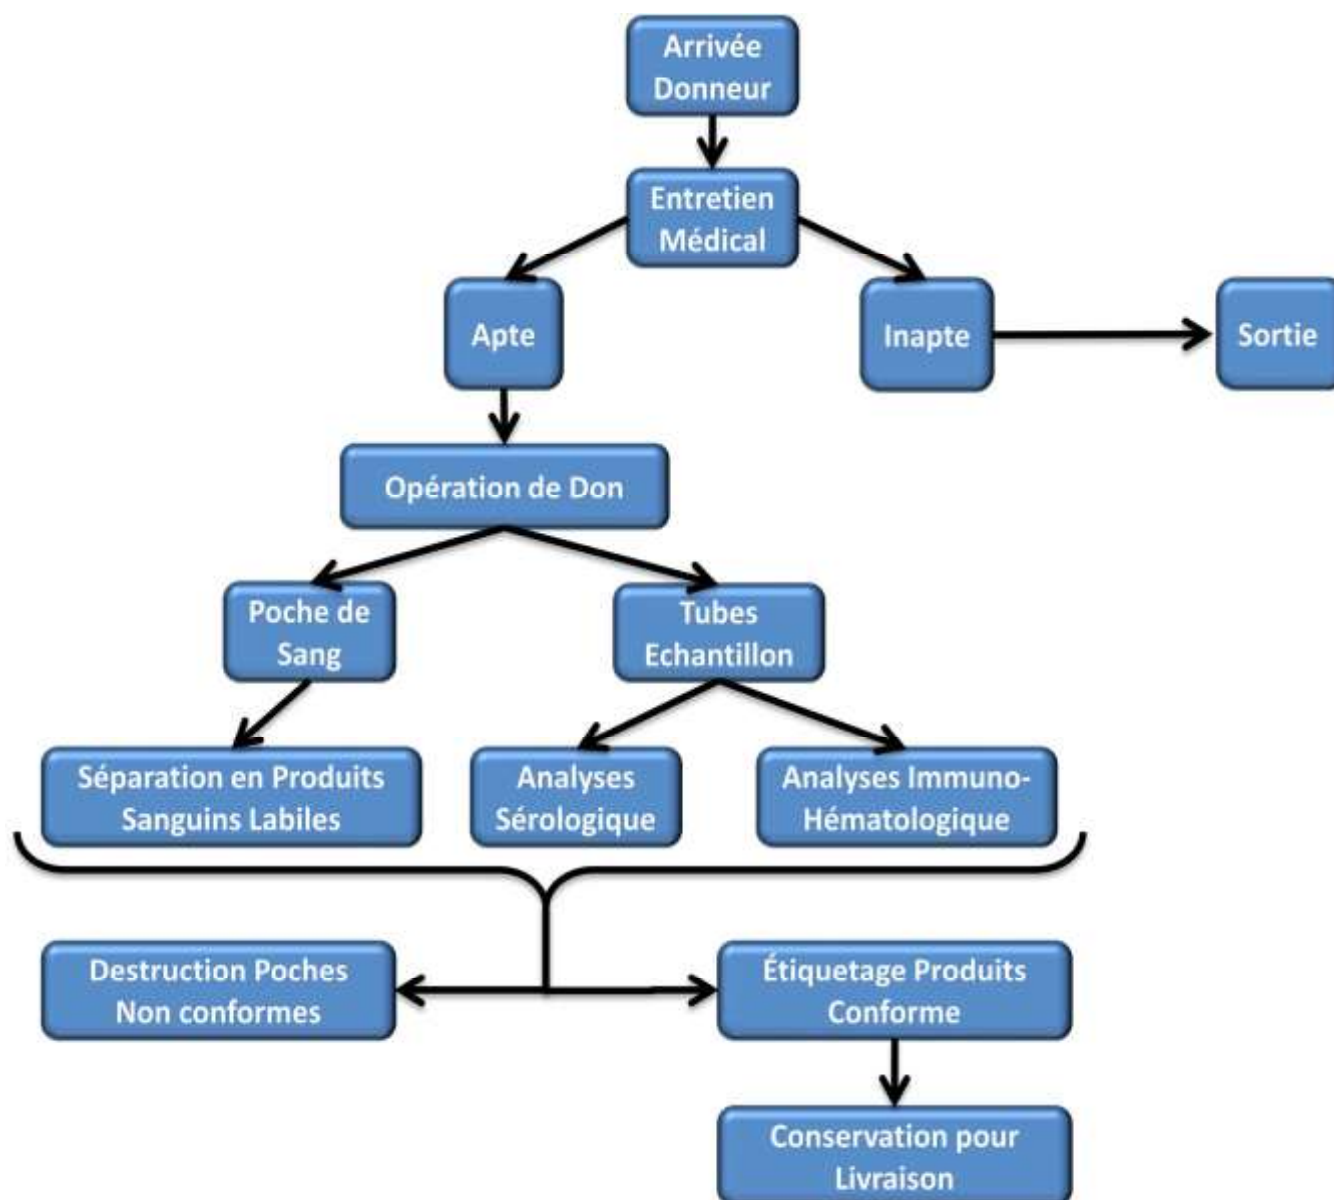 Arrivée
Donneur
Entretien
Médical
Apte
Inapte
Sortie
Opération de Don
Poche de
Sang
Tubes
Echantillon
Séparation en Produits
Sanguins Labiles
Analyses
Sérologique
Analyses Immuno-
Hématologique
Destruction Poches
Non conformes
Étiquetage Produits
Conforme
Conservation pour
Livraison